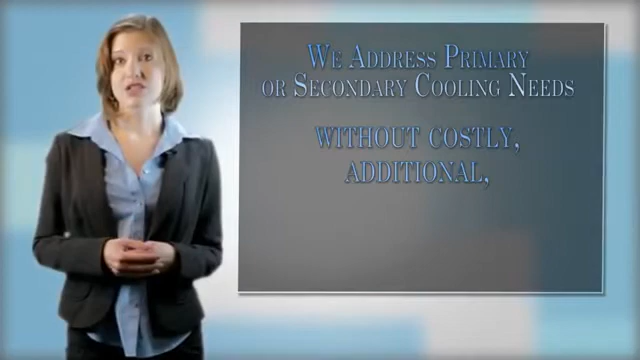 We Address Primary
or Secondary Cooling Needs
WITHOUT COSTLY,
ADDITIONAL,